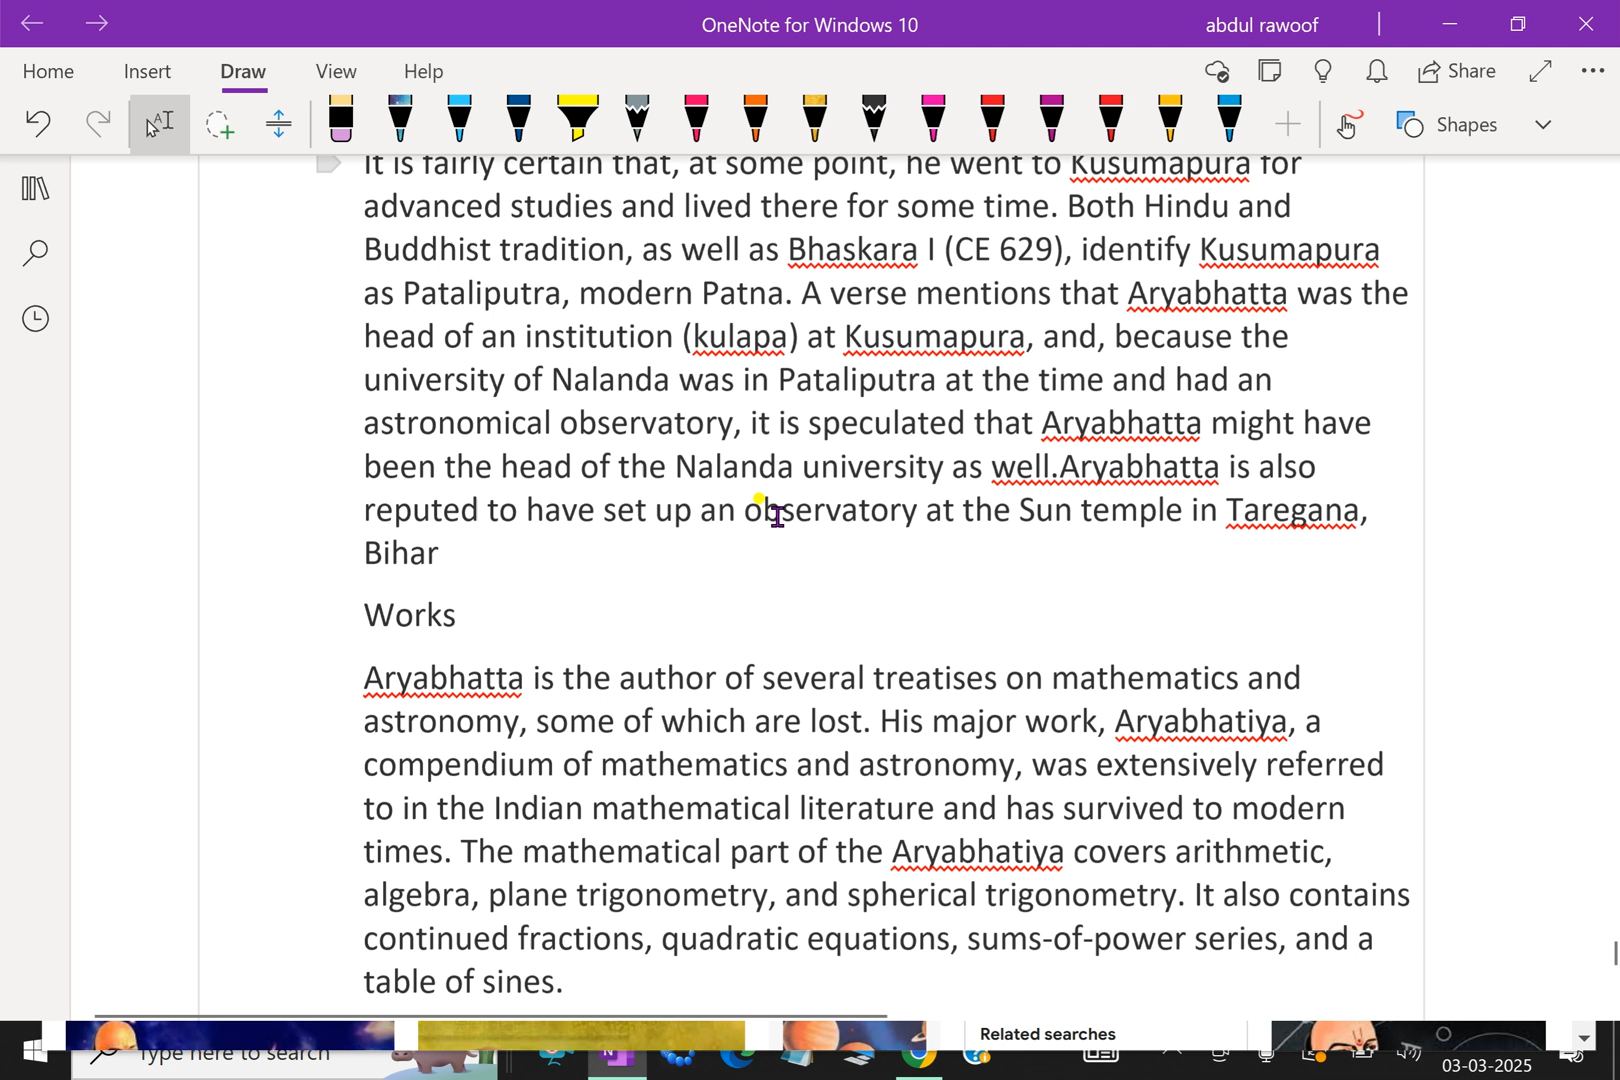 OneNote for Windows 10
abdul rawoof
Home Insert Draw View Help
Share
Shapes
It is fairly certain that, at some point, he went to Kusumapura for
advanced studies and lived there for some time. Both Hindu and
Buddhist tradition, as well as Bhaskara I (CE 629), identify Kusumapura
as Pataliputra, modern Patna. A verse mentions that Aryabhatta was the
head of an institution (kulapa) at Kusumapura, and, because the
university of Nalanda was in Pataliputra at the time and had an
astronomical observatory, it is speculated that Aryabhatta might have
been the head of the Nalanda university as well.Aryabhatta is also
reputed to have set up an observatory at the Sun temple in Taregana,
Bihar
Works
Aryabhatta is the author of several treatises on mathematics and
astronomy, some of which are lost. His major work, Aryabhatiya, a
compendium of mathematics and astronomy, was extensively referred
to in the Indian mathematical literature and has survived to modern
times. The mathematical part of the Aryabhatiya covers arithmetic,
algebra, plane trigonometry, and spherical trigonometry. It also contains
continued fractions, quadratic equations, sums-of-power series, and a
table of sines.
Related searches
Type here to search
03-03-2025